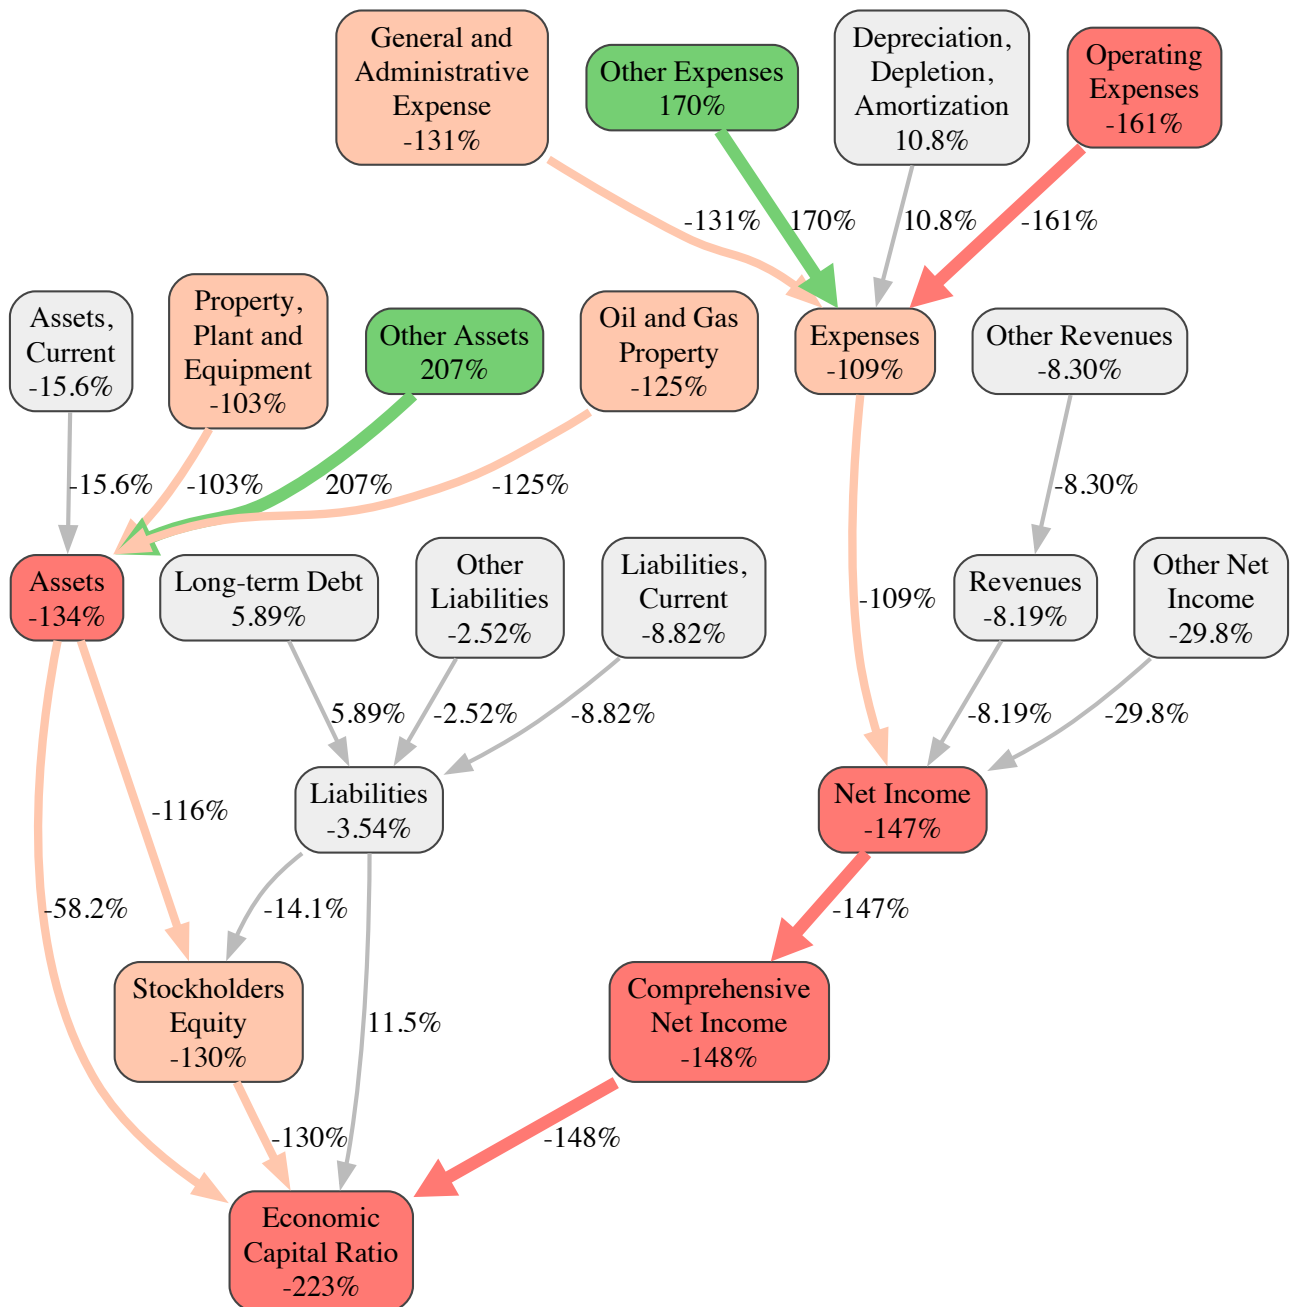 General and
Administrative
Expense
-131%
Other Expenses
170%
Depreciation,
Depletion,
Amortization
10.8%
Operating
Expenses
-161%
-131%
170%
10.8%
-161%
Assets,
Current
-15.6%
Property,
Plant and
Equipment
-103%
Other Assets
207%
Oil and Gas
Property
-125%
Expenses
-109%
Other Revenues
-8.30%
-15.6%
-103%
207%
-125%
-8.30%
Assets
-134%
Long-term Debt
5.89%
Other
Liabilities
-2.52%
Liabilities,
Current
-8.82%
-109%
Revenues
-8.19%
Other Net
Income
-29.8%
5.89%
-2.52%
-8.82%
-8.19%
-29.8%
-116%
Liabilities
-3.54%
Net Income
-147%
-58.2%
-14.1%
-147%
Stockholders
Equity
-130%
11.5%
Comprehensive
Net Income
-148%
-130%
-148%
Economic
Capital Ratio
-223%